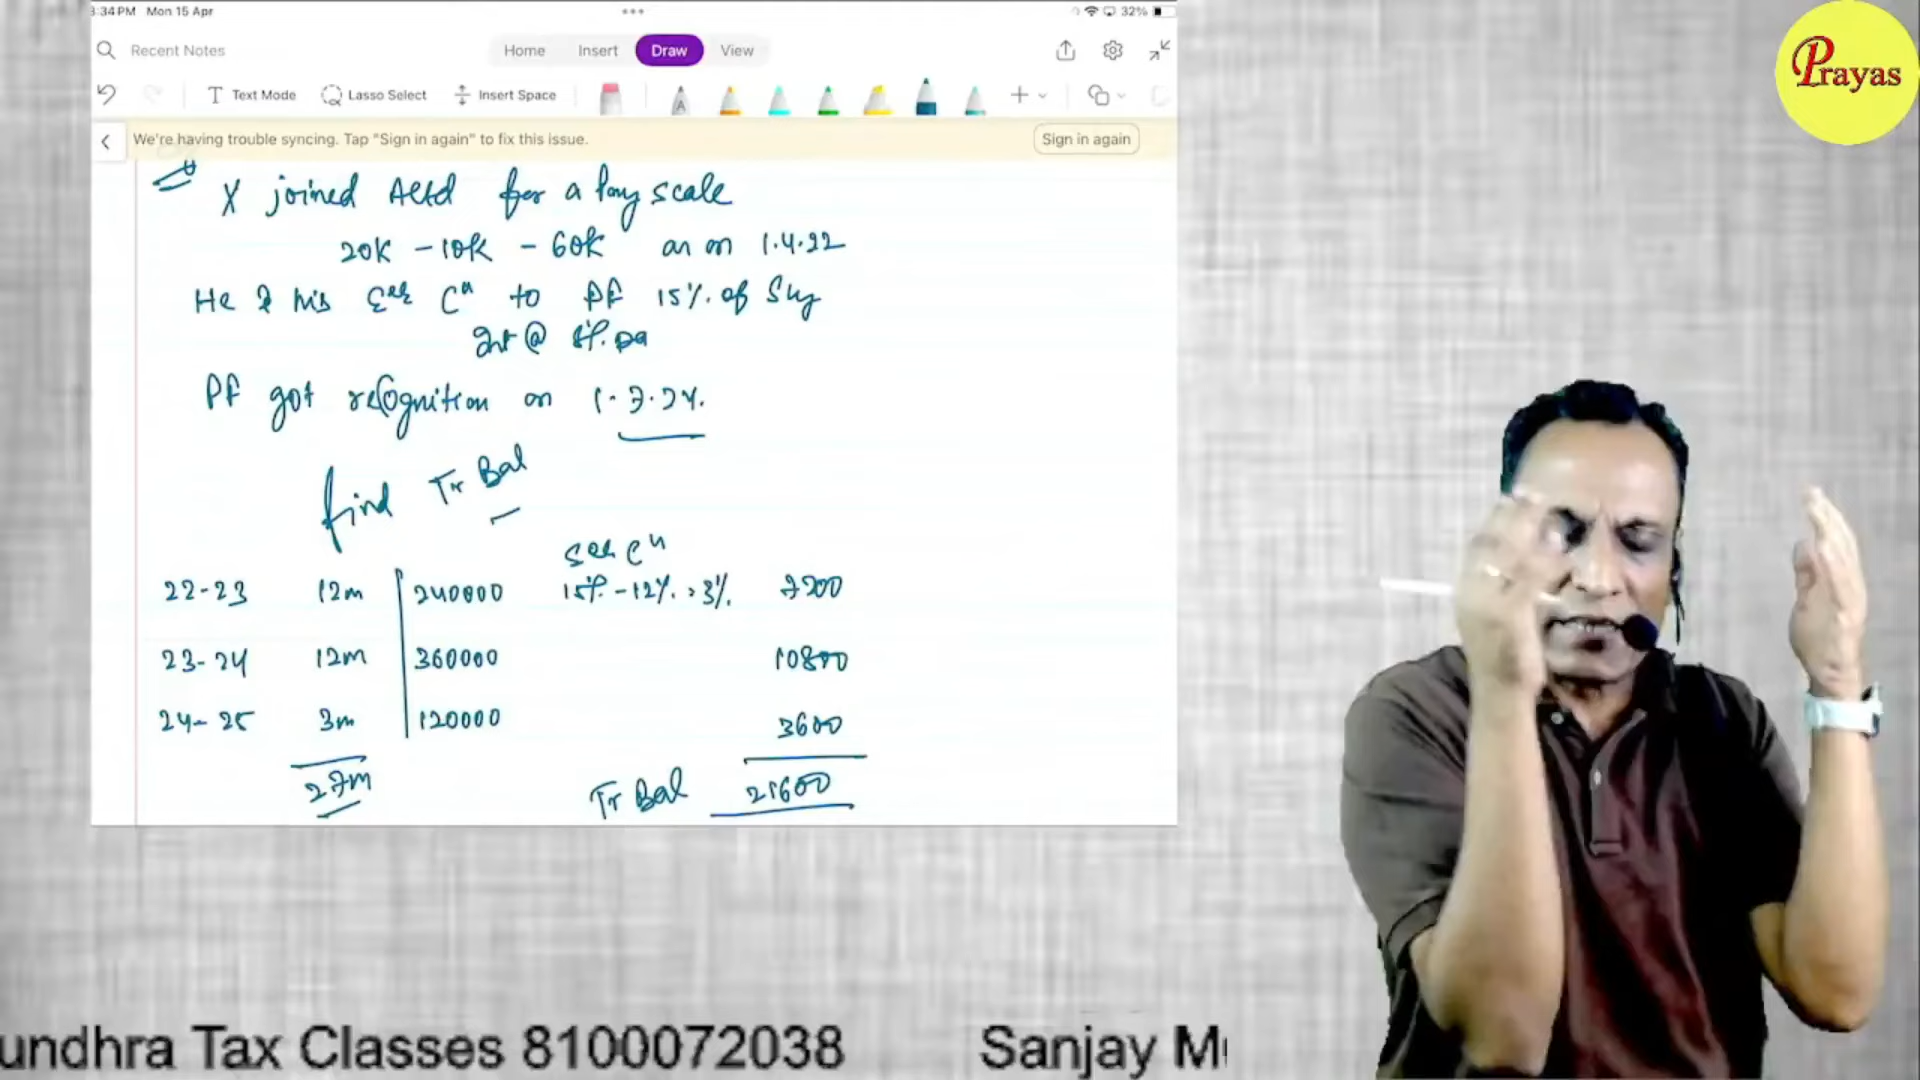 3:34 PM Mon 15 Apr
32%
Recent Notes
Home Insert Draw View
Text Mode Lasso Select Insert Space
We're having trouble syncing. Tap "Sign in again" to fix this issue.
Sign in again
Prayas
X joined A Ltd for a pay scale
20K - 10K - 60K as on 1.4.22
He & his Eer Cn to PF 15% of Sly
Int @ 8% pa
PF got recognition on 1.7.24.
find Tr Bal
Eer Cn
22-23 12m 240000 15% - 12% = 3% 7200
23-24 12m 360000 10800
24-25 3m 120000 3600
27m Tr Bal 21600
undhra Tax Classes 8100072038 Sanjay M